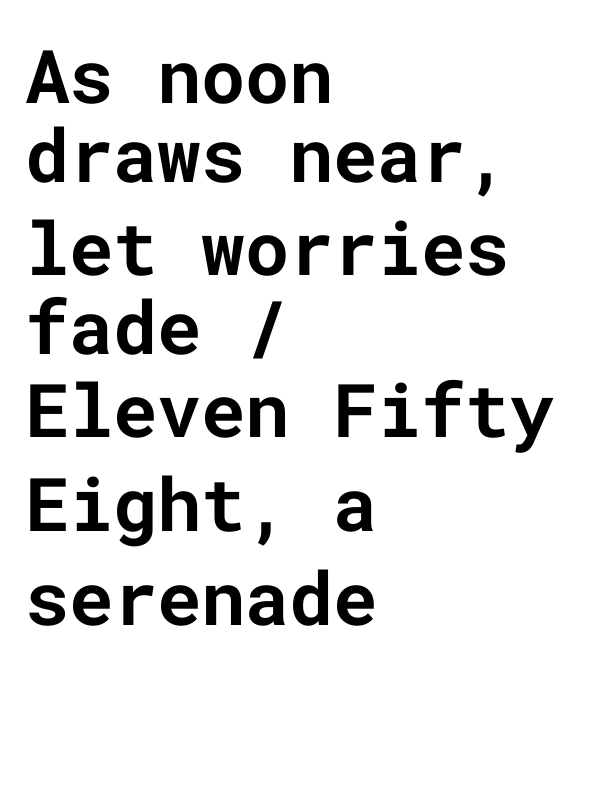 As noon
draws near,
let worries
fade /
Eleven Fifty
Eight, a
serenade